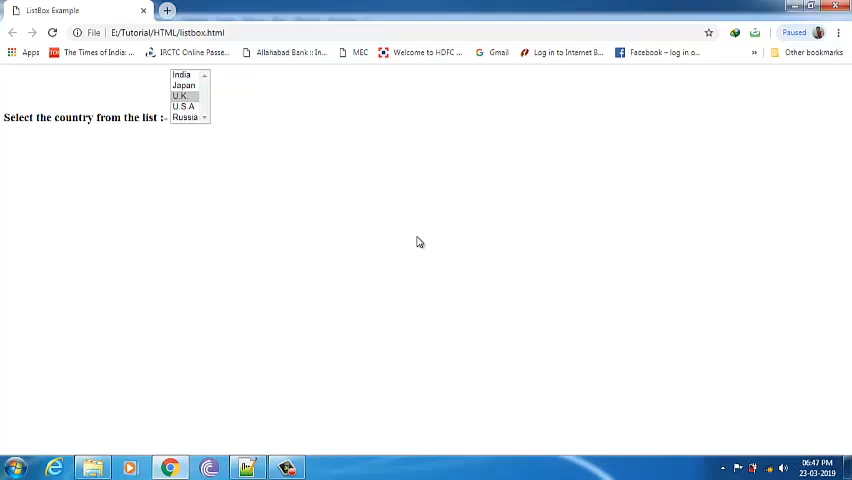 ListBox Example
File E:/Tutorial/HTML/listbox.html Paused
Apps TOI The Times of India: ... IRCTC Online Passe... Allahabad Bank :: In... MEC Welcome to HDFC ... Gmail Log in to Internet B... Facebook – log in o... » Other bookmarks
India
Japan
U.K.
U.S.A
Russia
Select the country from the list :-
06:47 PM
23-03-2019